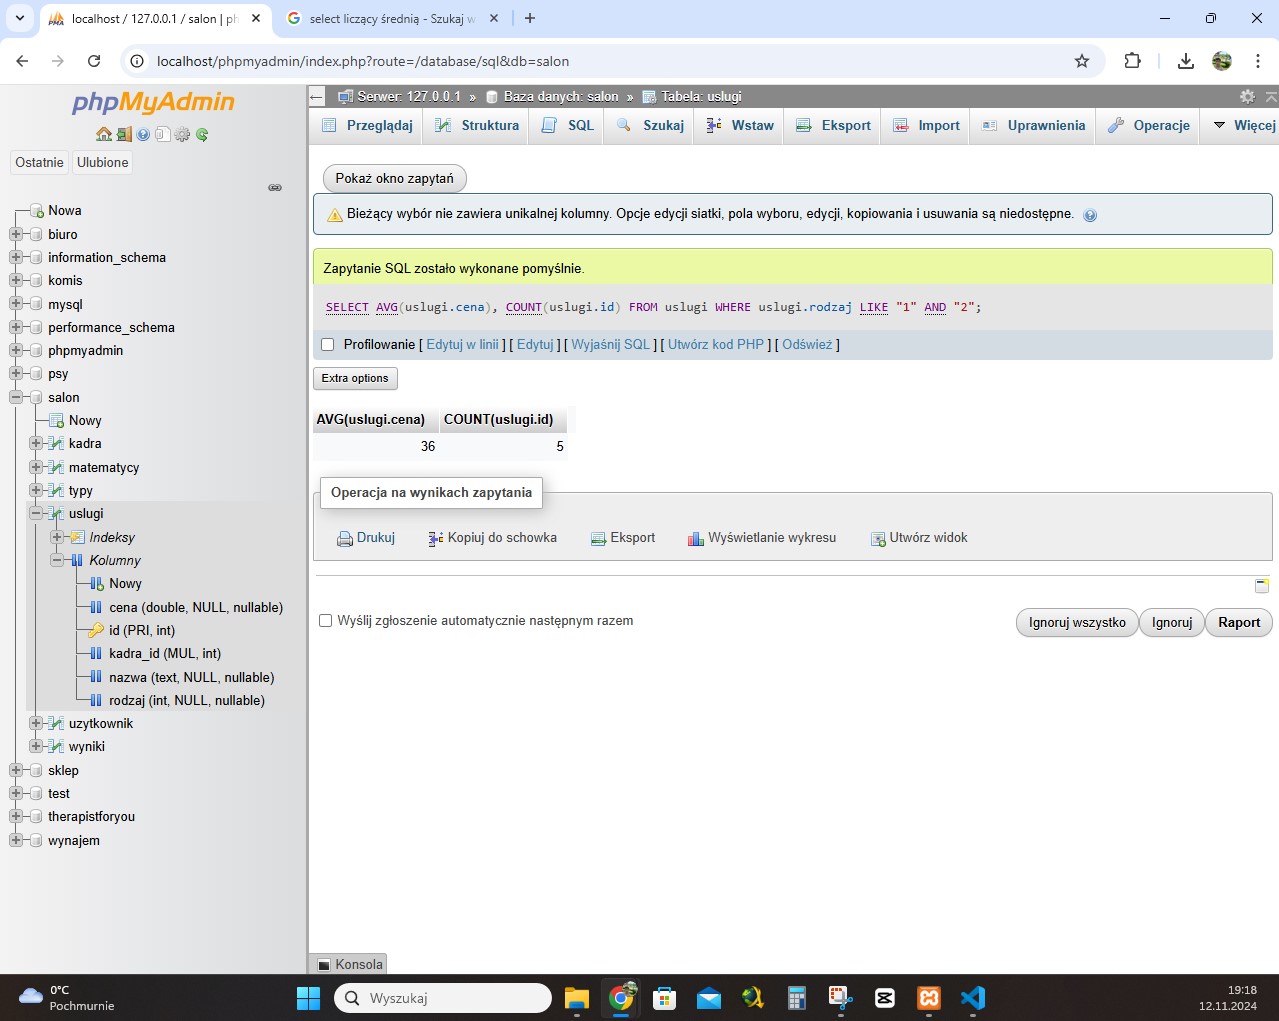 localhost / 127.0.0.1 / salon | ph
select liczący średnią - Szukaj w
localhost/phpmyadmin/index.php?route=/database/sql&db=salon
phpMyAdmin
Ostatnie Ulubione
Nowa
biuro
information_schema
komis
mysql
performance_schema
phpmyadmin
psy
salon
Nowy
kadra
matematycy
typy
uslugi
Indeksy
Kolumny
Nowy
cena (double, NULL, nullable)
id (PRI, int)
kadra_id (MUL, int)
nazwa (text, NULL, nullable)
rodzaj (int, NULL, nullable)
uzytkownik
wyniki
sklep
test
therapistforyou
wynajem
Serwer: 127.0.0.1 » Baza danych: salon » Tabela: uslugi
Przeglądaj Struktura SQL Szukaj Wstaw Eksport Import Uprawnienia Operacje Więcej
Pokaż okno zapytań
Bieżący wybór nie zawiera unikalnej kolumny. Opcje edycji siatki, pola wyboru, edycji, kopiowania i usuwania są niedostępne.
Zapytanie SQL zostało wykonane pomyślnie.
SELECT AVG(uslugi.cena), COUNT(uslugi.id) FROM uslugi WHERE uslugi.rodzaj LIKE "1" AND "2";
Profilowanie [ Edytuj w linii ] [ Edytuj ] [ Wyjaśnij SQL ] [ Utwórz kod PHP ] [ Odśwież ]
Extra options
AVG(uslugi.cena) COUNT(uslugi.id)
36 5
Operacja na wynikach zapytania
Drukuj Kopiuj do schowka Eksport Wyświetlanie wykresu Utwórz widok
Wyślij zgłoszenie automatycznie następnym razem
Ignoruj wszystko Ignoruj Raport
Konsola
0°C
Pochmurnie
Wyszukaj
19:18
12.11.2024